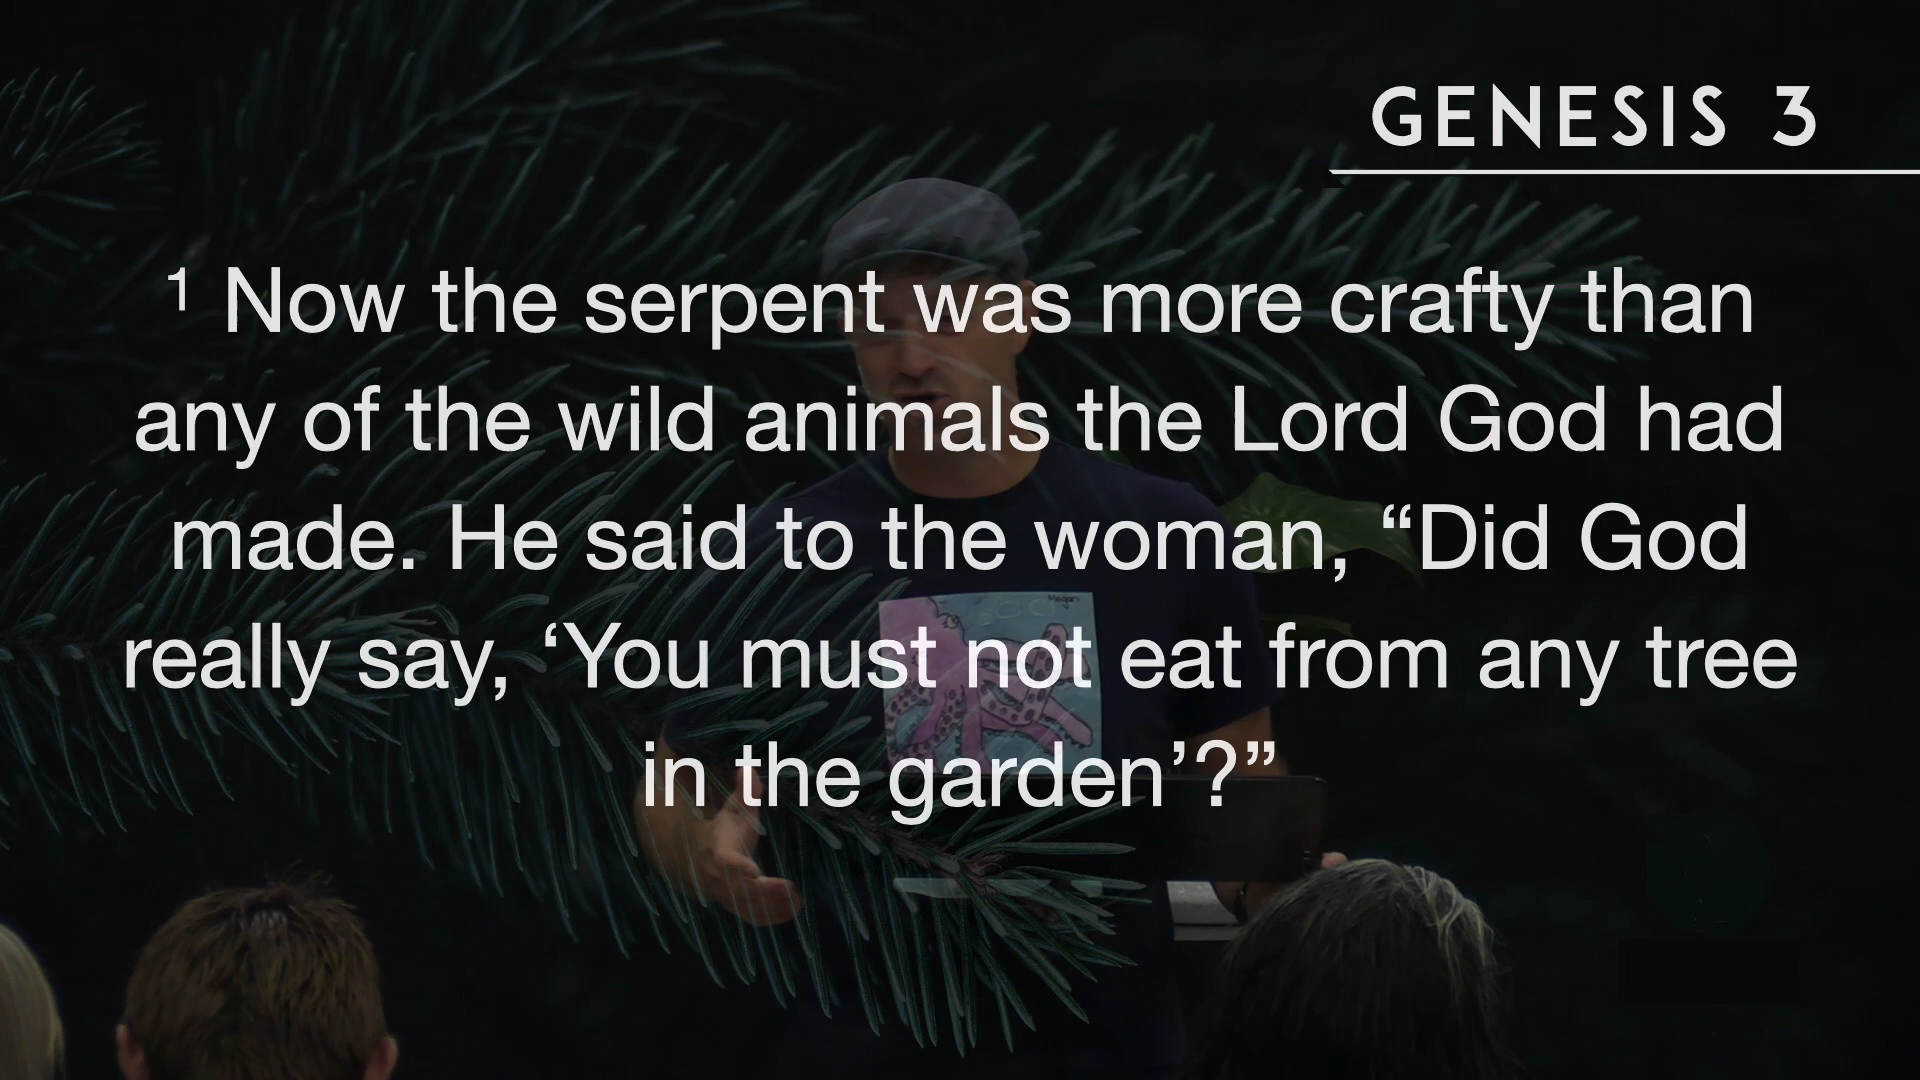 GENESIS 3
¹ Now the serpent was more crafty than
any of the wild animals the Lord God had
made. He said to the woman, “Did God
really say, ‘You must not eat from any tree
in the garden’?”
Megan